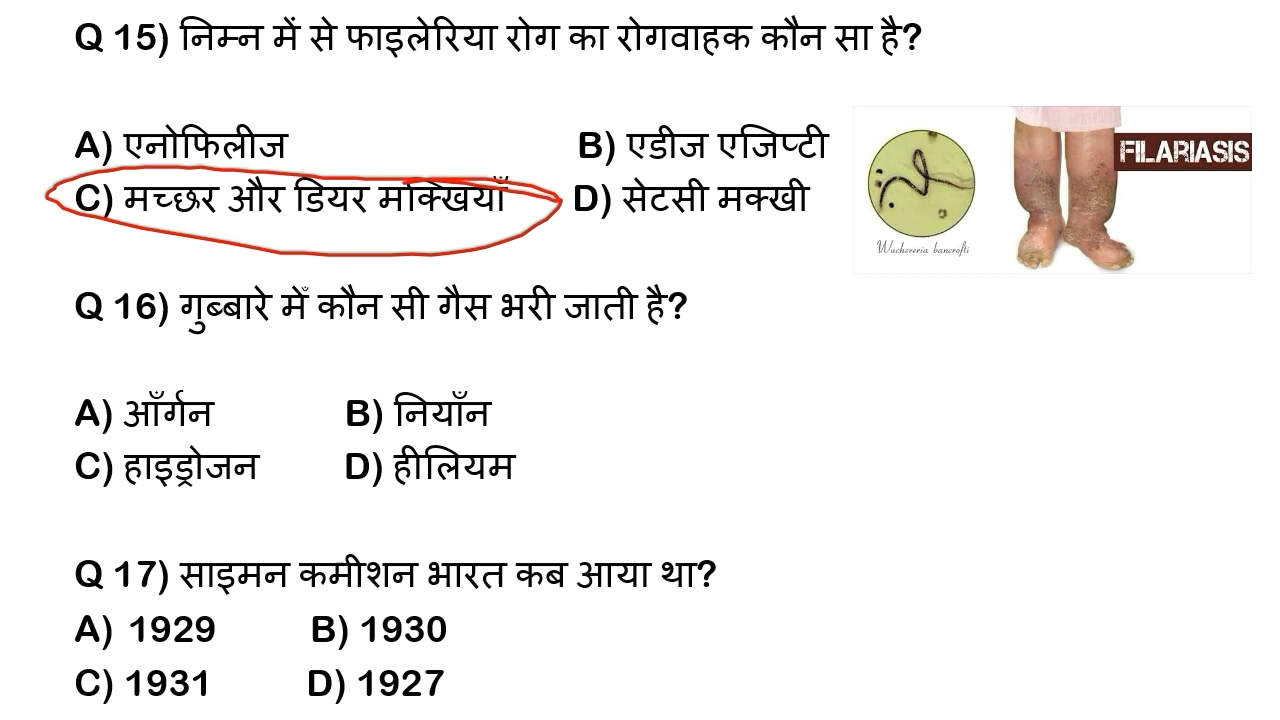 Q 15) निम्न में से फाइलेरिया रोग का रोगवाहक कौन सा है?
A) एनोफिलीज B) एडीज एजिप्टी
C) मच्छर और डियर मक्खियाँ D) सेटसी मक्खी
FILARIASIS
Wuchereria bancrofti
Q 16) गुब्बारे मेँ कौन सी गैस भरी जाती है?
A) आँर्गन B) नियाँन
C) हाइड्रोजन D) हीलियम
Q 17) साइमन कमीशन भारत कब आया था?
A) 1929 B) 1930
C) 1931 D) 1927